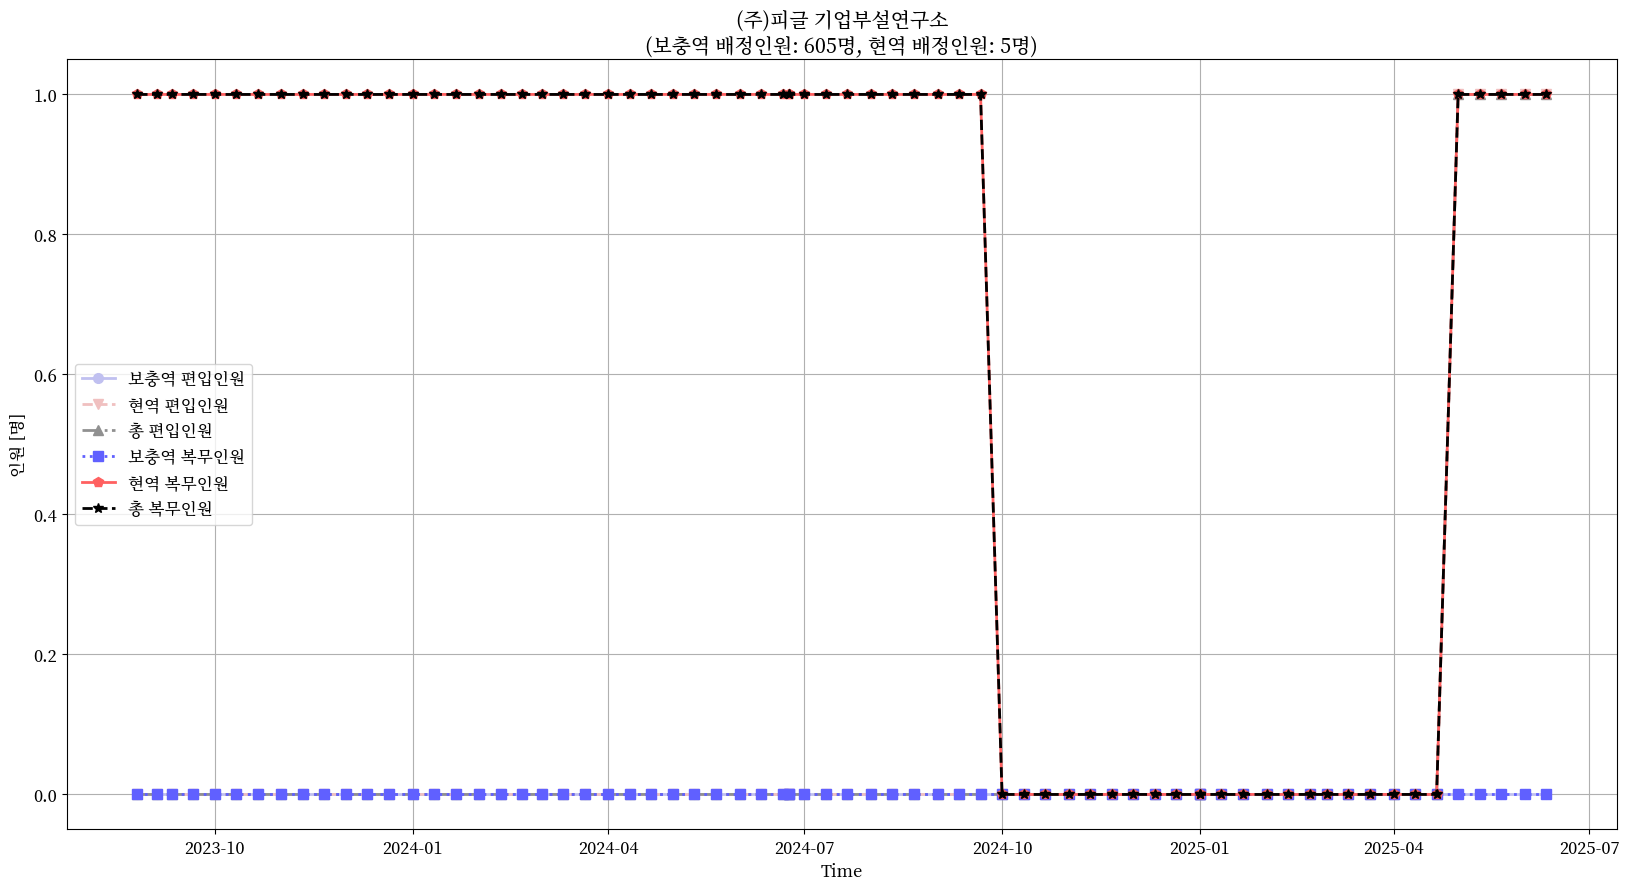 (주)피글 기업부설연구소
(보충역 배정인원: 605명, 현역 배정인원: 5명)
인원 [명]
1.0
0.8
0.6
0.4
0.2
0.0
보충역 편입인원
현역 편입인원
총 편입인원
보충역 복무인원
현역 복무인원
총 복무인원
2023-10 2024-01 2024-04 2024-07 2024-10 2025-01 2025-04 2025-07
Time